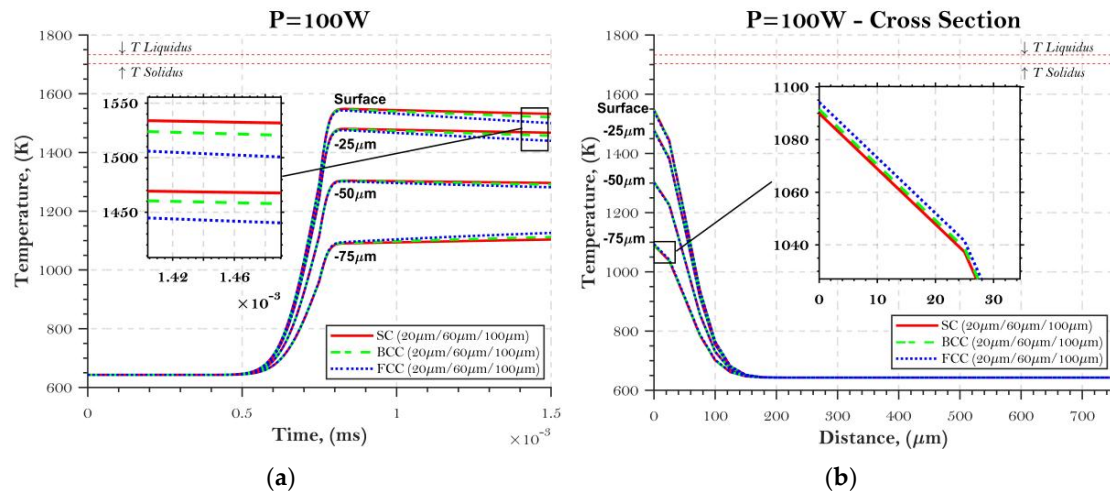 P=100W
1800
1600
1400
1200
1000
800
600
Temperature, (K)
↓ T Liquidus
↑ T Solidus
Surface
-25μm
-50μm
-75μm
1550
1500
1450
1.42
1.46
×10⁻³
SC (20μm/60μm/100μm)
BCC (20μm/60μm/100μm)
FCC (20μm/60μm/100μm)
0
0.5
1
1.5
Time, (ms)
×10⁻³
(a)
P=100W - Cross Section
1800
1600
1400
1200
1000
800
600
Temperature, (K)
↓ T Liquidus
↑ T Solidus
Surface
-25μm
-50μm
-75μm
1100
1080
1060
1040
0
10
20
30
SC (20μm/60μm/100μm)
BCC (20μm/60μm/100μm)
FCC (20μm/60μm/100μm)
0
100
200
300
400
500
600
700
Distance, (μm)
(b)